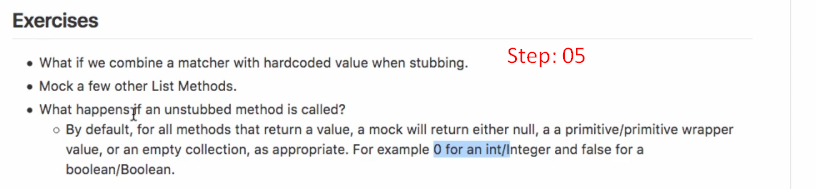 Exercises
Step: 05
• What if we combine a matcher with hardcoded value when stubbing.
• Mock a few other List Methods.
• What happens if an unstubbed method is called?
○ By default, for all methods that return a value, a mock will return either null, a a primitive/primitive wrapper
value, or an empty collection, as appropriate. For example 0 for an int/Integer and false for a
boolean/Boolean.